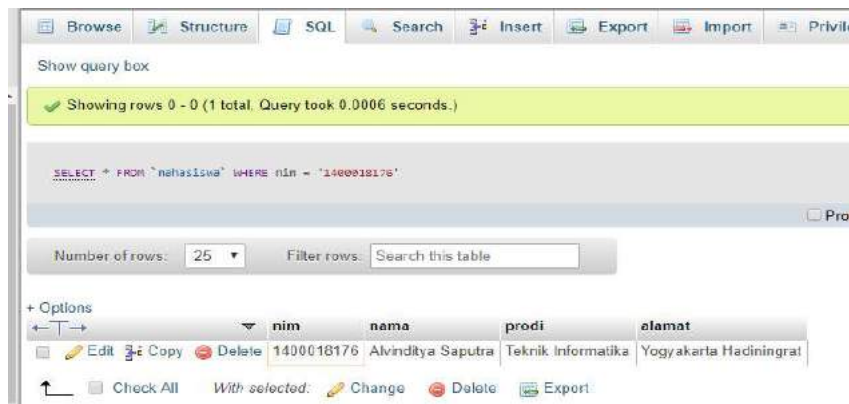 Browse Structure SQL Search Insert Export Import Privile
Show query box
Showing rows 0 - 0 (1 total, Query took 0.0006 seconds.)
SELECT * FROM `mahasiswa` WHERE nim = '1400018176'
Pro
Number of rows: 25 Filter rows: Search this table
+ Options
nim nama prodi alamat
Edit Copy Delete 1400018176 Alvinditya Saputra Teknik Informatika Yogyakarta Hadiningrat
Check All With selected: Change Delete Export